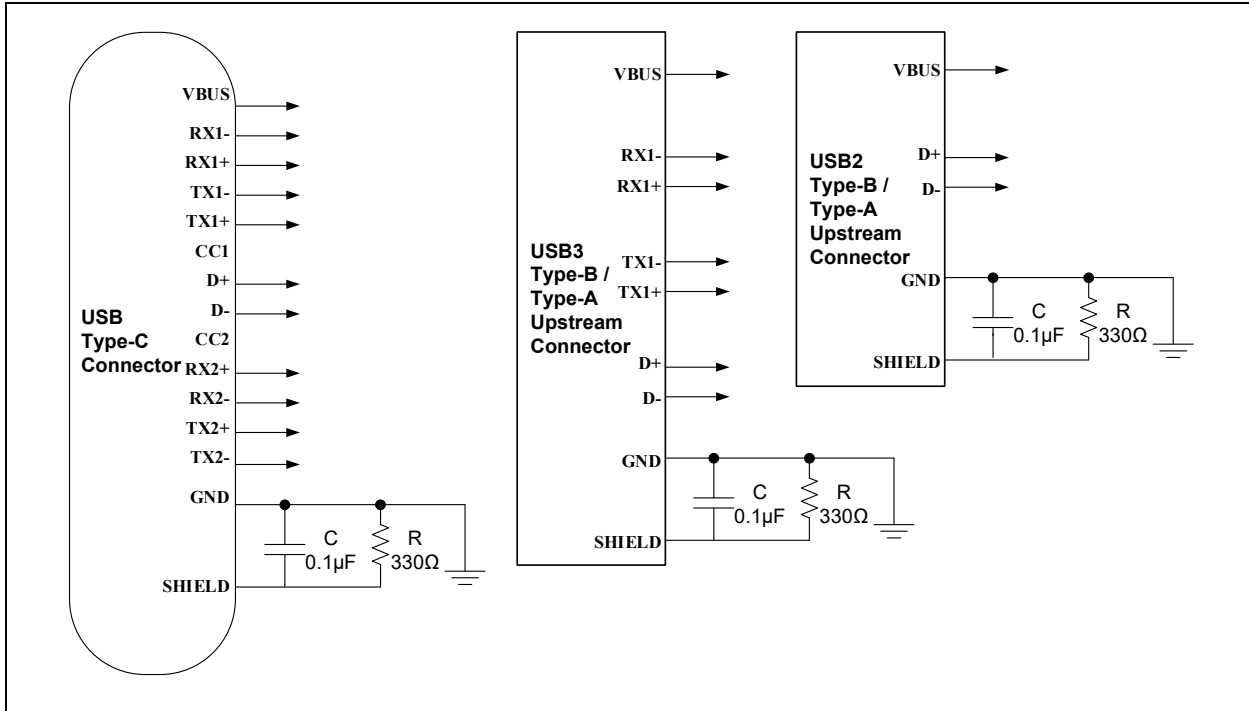 VBUS
RX1-
RX1+
TX1-
TX1+
CC1
D+
D-
CC2
RX2+
RX2-
TX2+
TX2-
GND
SHIELD
USB
Type-C
Connector
C
0.1µF
R
330Ω
VBUS
RX1-
RX1+
TX1-
TX1+
D+
D-
GND
SHIELD
USB3
Type-B /
Type-A
Upstream
Connector
C
0.1µF
R
330Ω
VBUS
D+
D-
GND
SHIELD
USB2
Type-B /
Type-A
Upstream
Connector
C
0.1µF
R
330Ω